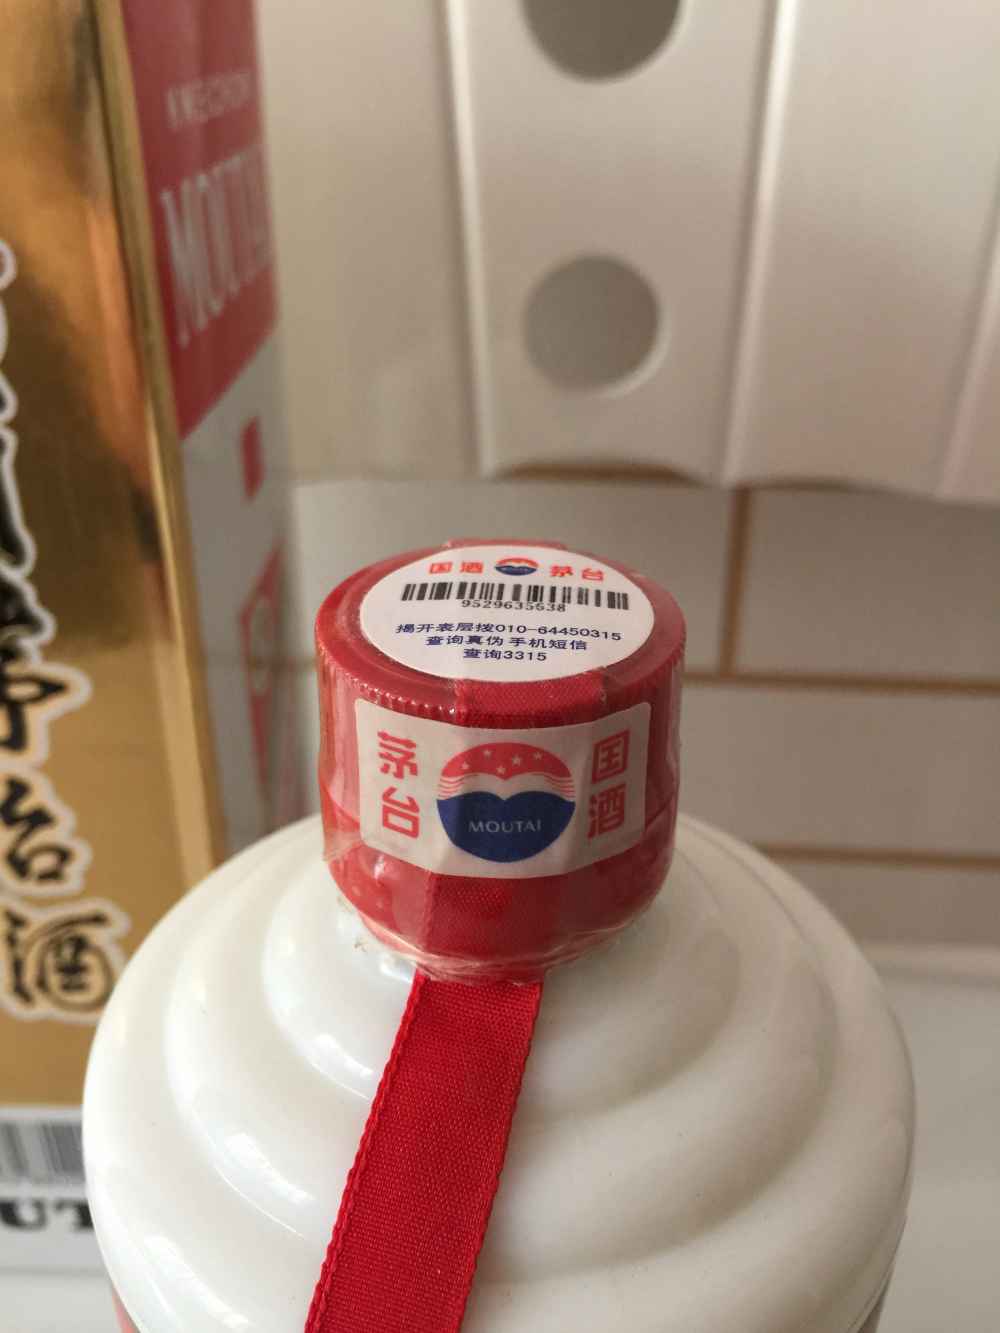 MOUTAI
国酒 MOUTAI 茅台
9529635638
揭开表层拨010-64450315
查询真伪 手机短信
查询3315
茅台
MOUTAI
国酒
台
酒